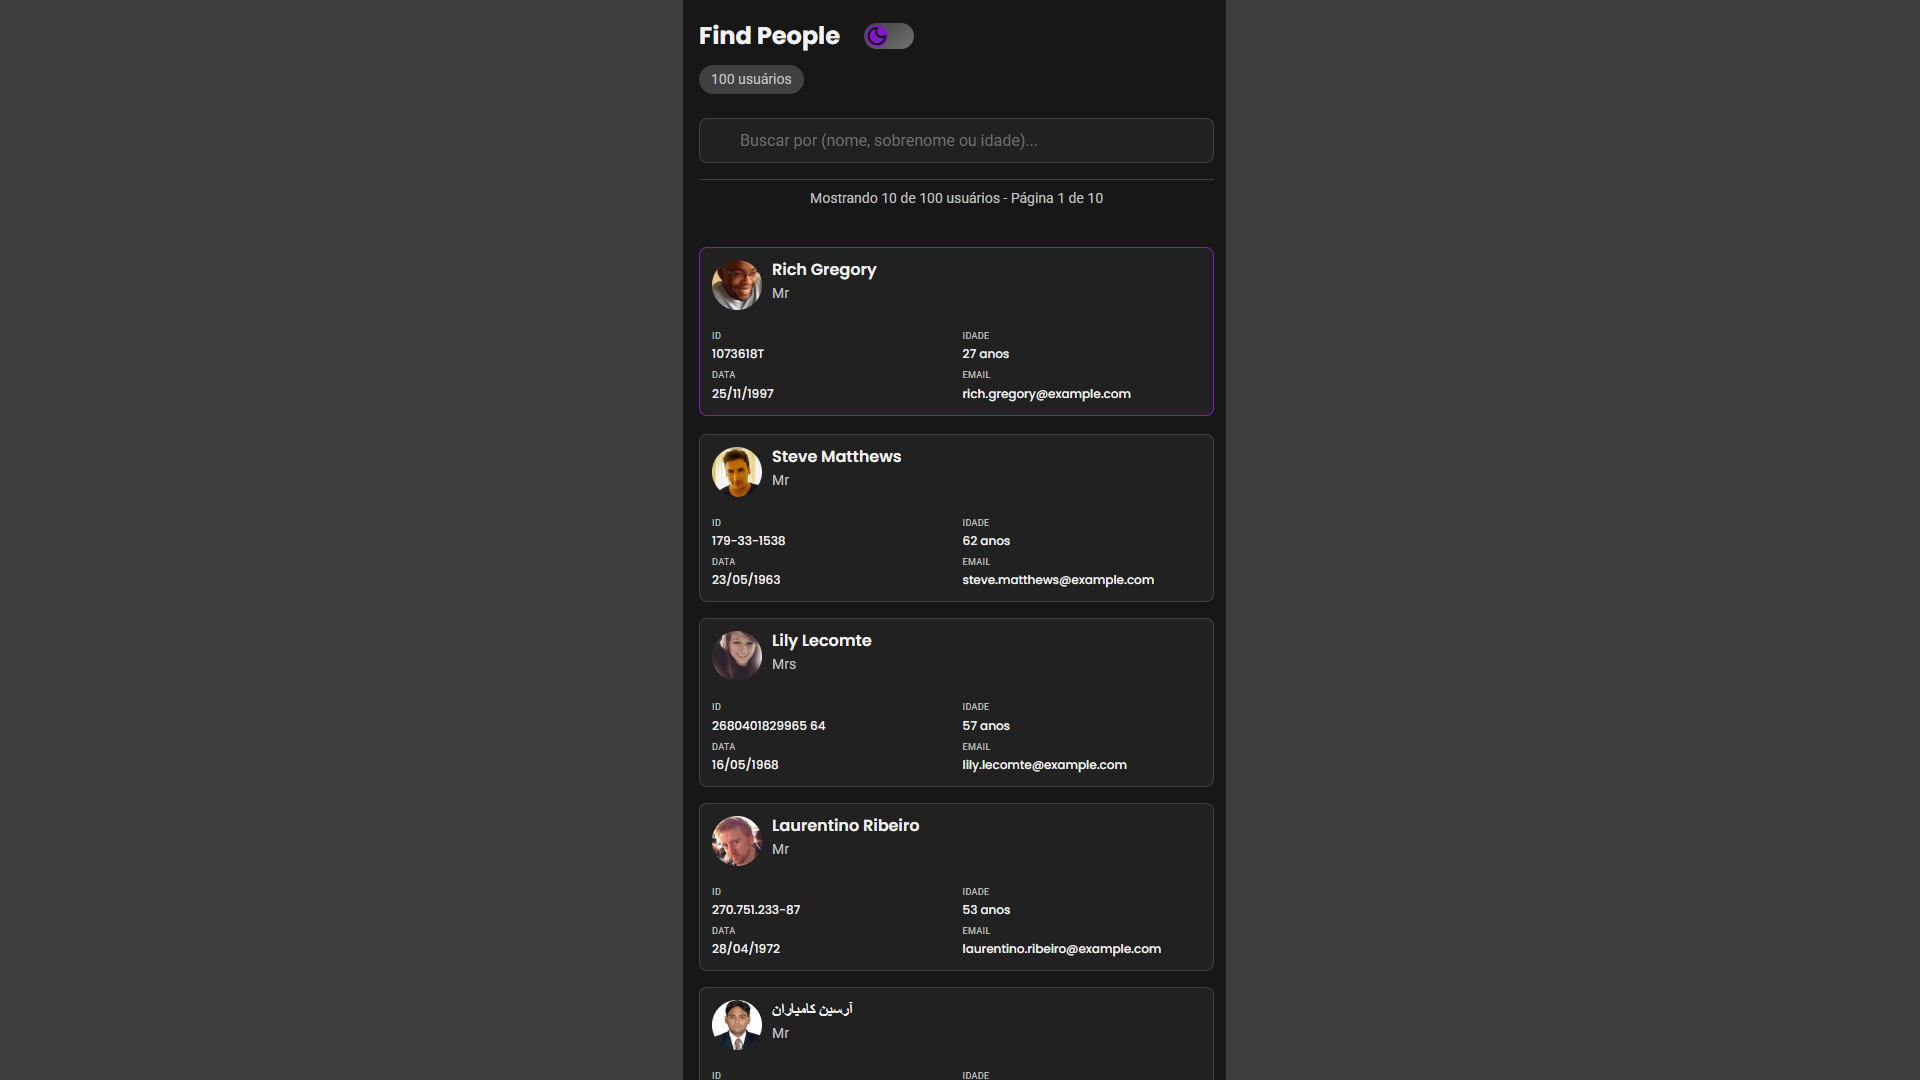 Find People
100 usuários
Buscar por (nome, sobrenome ou idade)...
Mostrando 10 de 100 usuários - Página 1 de 10
Rich Gregory
Mr
ID
IDADE
1073618T
27 anos
DATA
EMAIL
25/11/1997
rich.gregory@example.com
Steve Matthews
Mr
ID
IDADE
179-33-1538
62 anos
DATA
EMAIL
23/05/1963
steve.matthews@example.com
Lily Lecomte
Mrs
ID
IDADE
2680401829965 64
57 anos
DATA
EMAIL
16/05/1968
lily.lecomte@example.com
Laurentino Ribeiro
Mr
ID
IDADE
270.751.233-87
53 anos
DATA
EMAIL
28/04/1972
laurentino.ribeiro@example.com
آرسین کامیاران
Mr
ID
IDADE